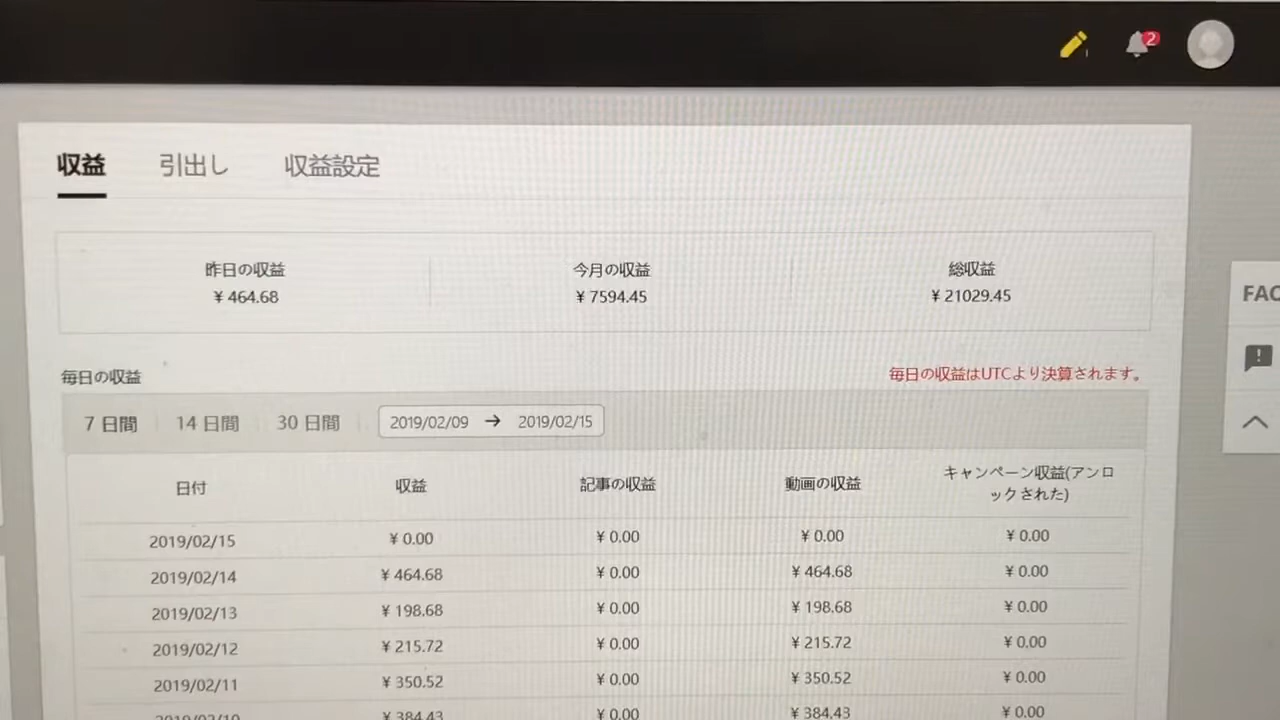 2
収益 引出し 収益設定
昨日の収益 今月の収益 総収益
¥ 464.68 ¥ 7594.45 ¥ 21029.45
毎日の収益 毎日の収益はUTCより決算されます。
7 日間 14 日間 30 日間 2019/02/09 → 2019/02/15
日付 収益 記事の収益 動画の収益 キャンペーン収益(アンロ
ックされた)
2019/02/15 ¥ 0.00 ¥ 0.00 ¥ 0.00 ¥ 0.00
2019/02/14 ¥ 464.68 ¥ 0.00 ¥ 464.68 ¥ 0.00
2019/02/13 ¥ 198.68 ¥ 0.00 ¥ 198.68 ¥ 0.00
2019/02/12 ¥ 215.72 ¥ 0.00 ¥ 215.72 ¥ 0.00
2019/02/11 ¥ 350.52 ¥ 0.00 ¥ 350.52 ¥ 0.00
2019/02/10 ¥ 384.43 ¥ 0.00 ¥ 384.43 ¥ 0.00